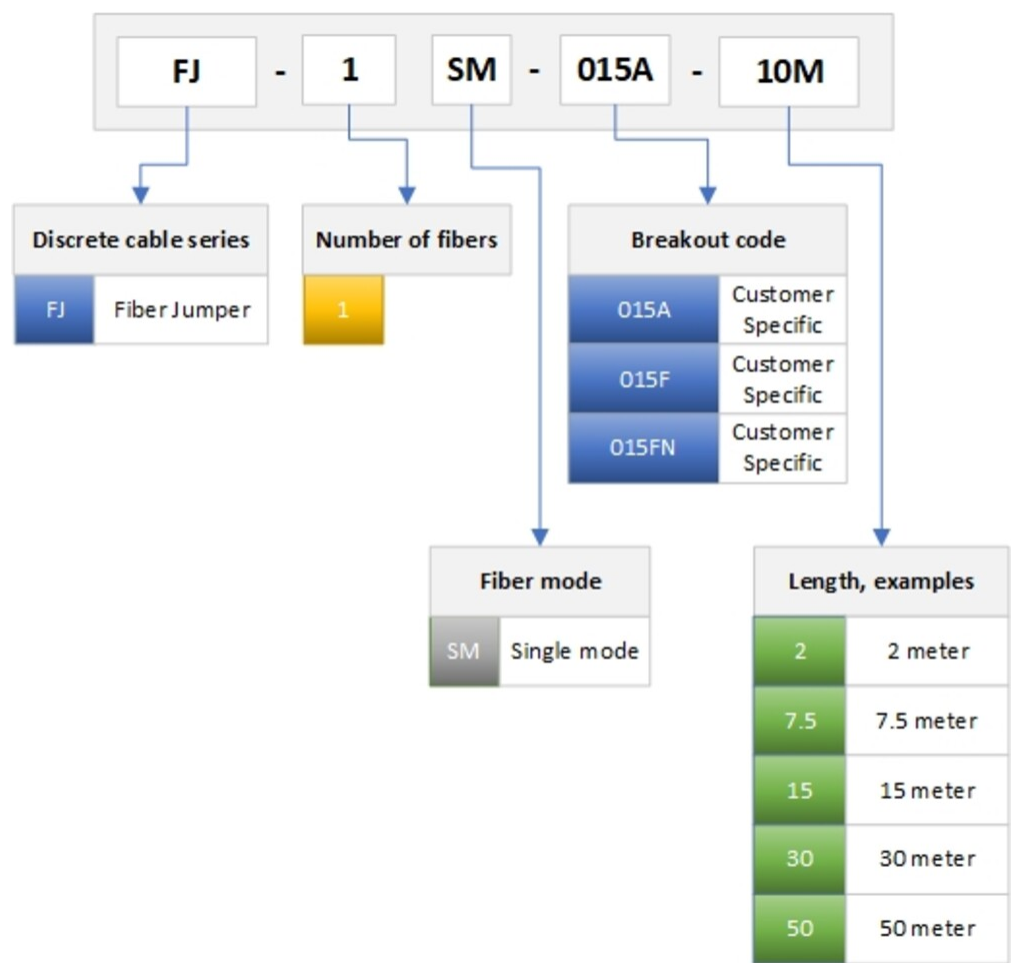 FJ - 1 SM - 015A - 10M
Discrete cable series
FJ Fiber Jumper
Number of fibers
1
Breakout code
015A Customer
Specific
015F Customer
Specific
015FN Customer
Specific
Fiber mode
SM Single mode
Length, examples
2 2 meter
7.5 7.5 meter
15 15 meter
30 30 meter
50 50 meter